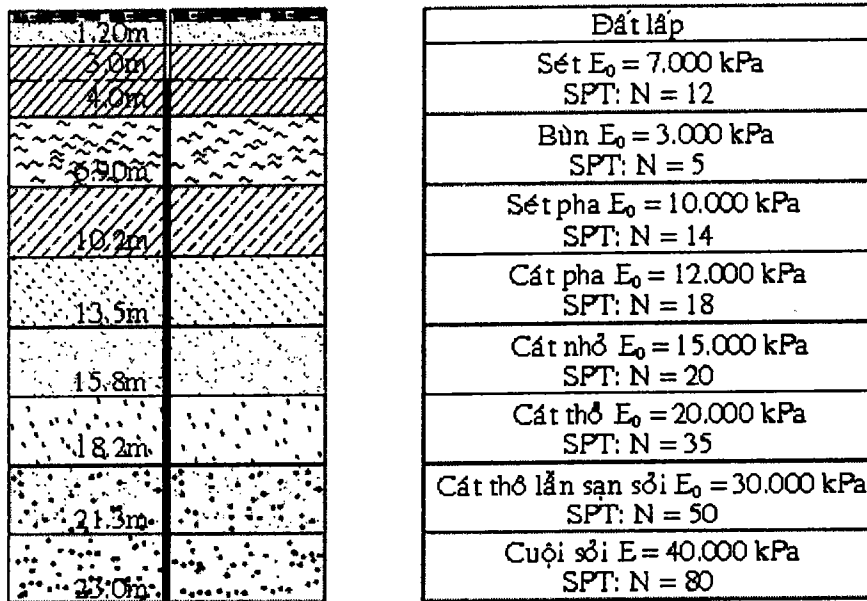 1.20m
3.0m
4.0m
6.90m
10.2m
13.5m
15.8m
18.2m
21.3m
23.0m
Đất lấp
Sét E₀ = 7.000 kPa
SPT: N = 12
Bùn E₀ = 3.000 kPa
SPT: N = 5
Sét pha E₀ = 10.000 kPa
SPT: N = 14
Cát pha E₀ = 12.000 kPa
SPT: N = 18
Cát nhỏ E₀ = 15.000 kPa
SPT: N = 20
Cát thô E₀ = 20.000 kPa
SPT: N = 35
Cát thô lẫn sạn sỏi E₀ = 30.000 kPa
SPT: N = 50
Cuội sỏi E = 40.000 kPa
SPT: N = 80